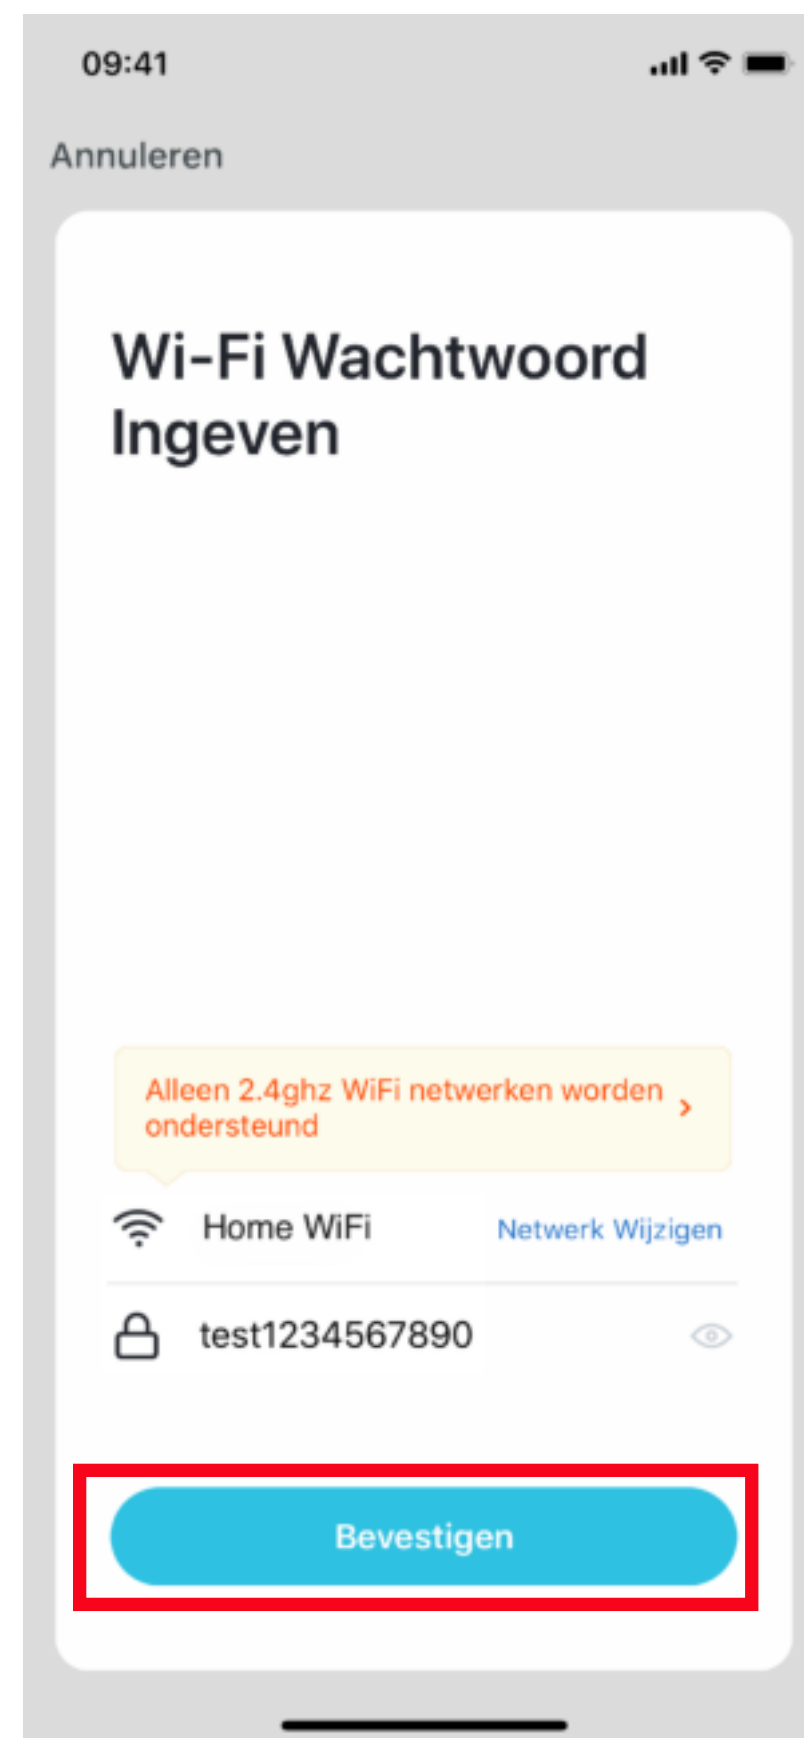 09:41
Annuleren
Wi-Fi Wachtwoord
Ingeven
Alleen 2.4ghz WiFi netwerken worden
ondersteund
Home WiFi Netwerk Wijzigen
test1234567890
Bevestigen